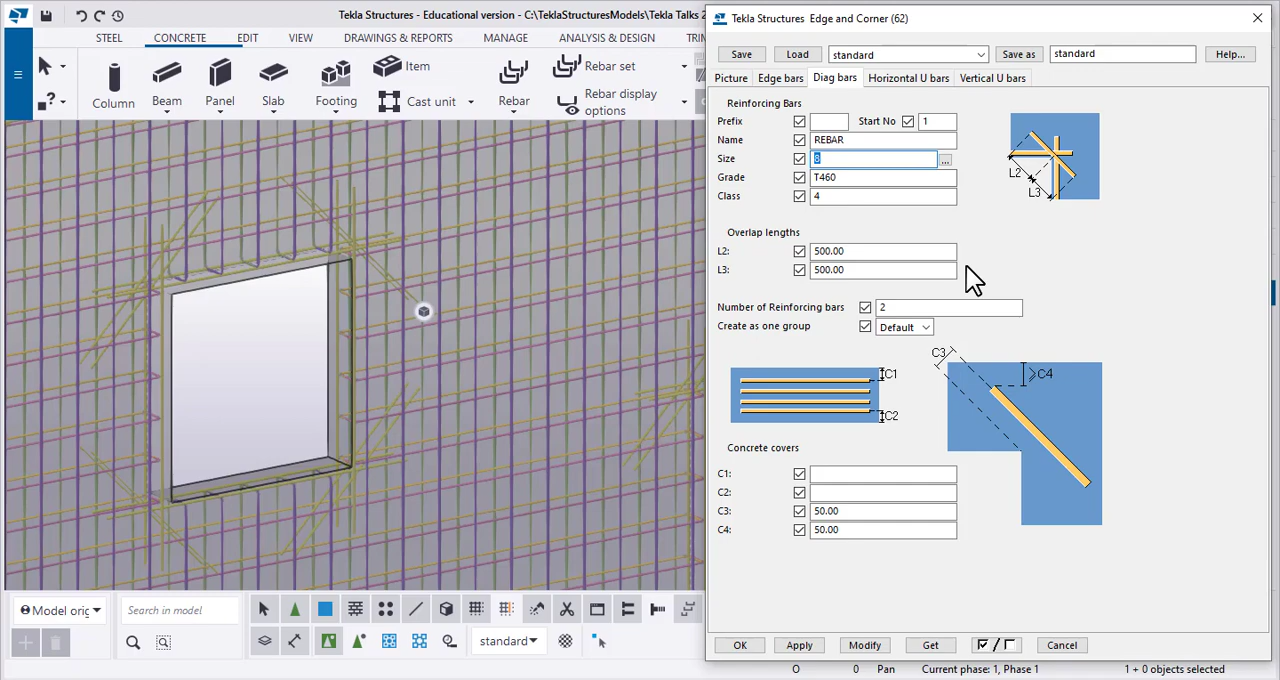 Tekla Structures - Educational version - C:\TeklaStructuresModels\Tekla Talks 2
STEEL CONCRETE EDIT VIEW DRAWINGS & REPORTS MANAGE ANALYSIS & DESIGN TRI
Column
Beam
Panel
Slab
Footing
Item
Cast unit
Rebar
Rebar set
Rebar display
options
Tekla Structures Edge and Corner (62)
Save Load standard Save as standard Help...
Picture Edge bars Diag bars Horizontal U bars Vertical U bars
Reinforcing Bars
Prefix Start No 1
Name REBAR
Size 8 ...
Grade T460
Class 4
L2
L3
Overlap lengths
L2: 500.00
L3: 500.00
Number of Reinforcing bars 2
Create as one group Default
C1
C2
C3
C4
Concrete covers
C1:
C2:
C3: 50.00
C4: 50.00
OK Apply Modify Get / Cancel
Model orig
Search in model
standard
O 0 Pan Current phase: 1, Phase 1 1 + 0 objects selected